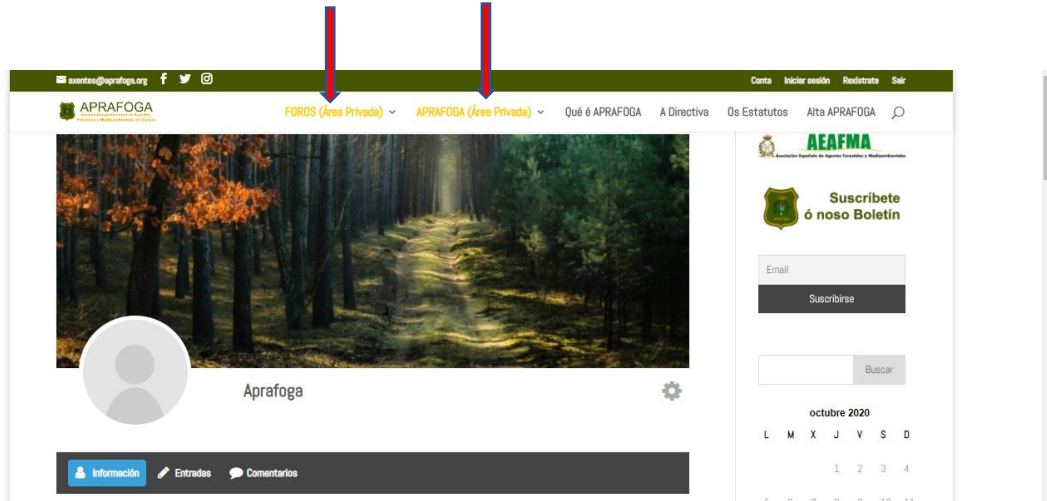 axentes@aprafoga.org Conta Iniciar sesión Rexístrate Sair
APRAFOGA
FOROS (Área Privada) APRAFOGA (Área Privada) Qué é APRAFOGA A Directiva Os Estatutos Alta APRAFOGA
AEAFMA
Asociación Española de Agentes Forestales y Medioambientales
Suscríbete
ó noso Boletín
Email
Suscribirse
Aprafoga
Buscar
octubre 2020
L M X J V S D
Información Entradas Comentarios
1 2 3 4